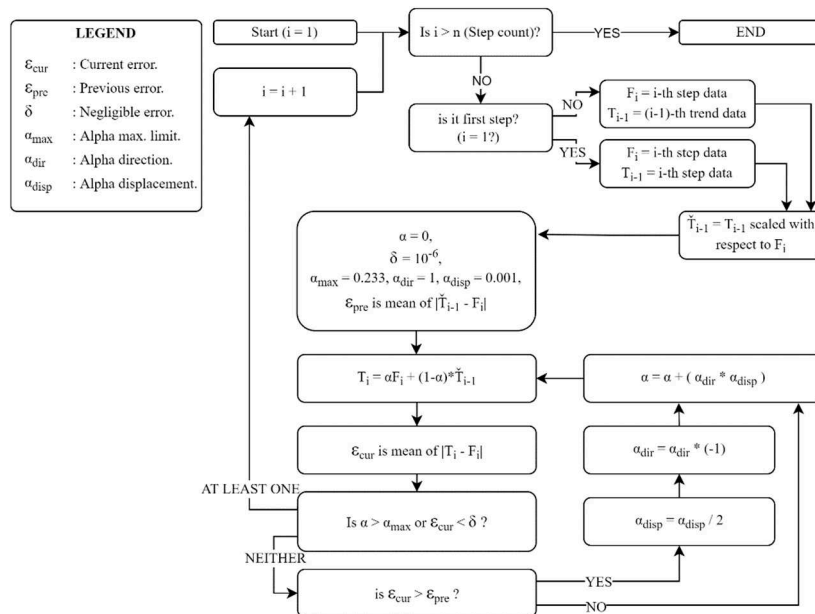 LEGEND
εcur : Current error.
εpre : Previous error.
δ : Negligible error.
αmax : Alpha max. limit.
αdir : Alpha direction.
αdisp : Alpha displacement.
Start (i = 1)
Is i > n (Step count)?
YES
END
i = i + 1
NO
is it first step?
(i = 1?)
NO
Fi = i-th step data
Ti-1 = (i-1)-th trend data
YES
Fi = i-th step data
Ti-1 = i-th step data
Ťi-1 = Ti-1 scaled with
respect to Fi
α = 0,
δ = 10-6,
αmax = 0.233, αdir = 1, αdisp = 0.001,
εpre is mean of |Ťi-1 - Fi|
Ti = αFi + (1-α)*Ťi-1
α = α + ( αdir * αdisp )
εcur is mean of |Ti - Fi|
αdir = αdir * (-1)
AT LEAST ONE
Is α > αmax or εcur < δ ?
αdisp = αdisp / 2
NEITHER
is εcur > εpre ?
YES
NO